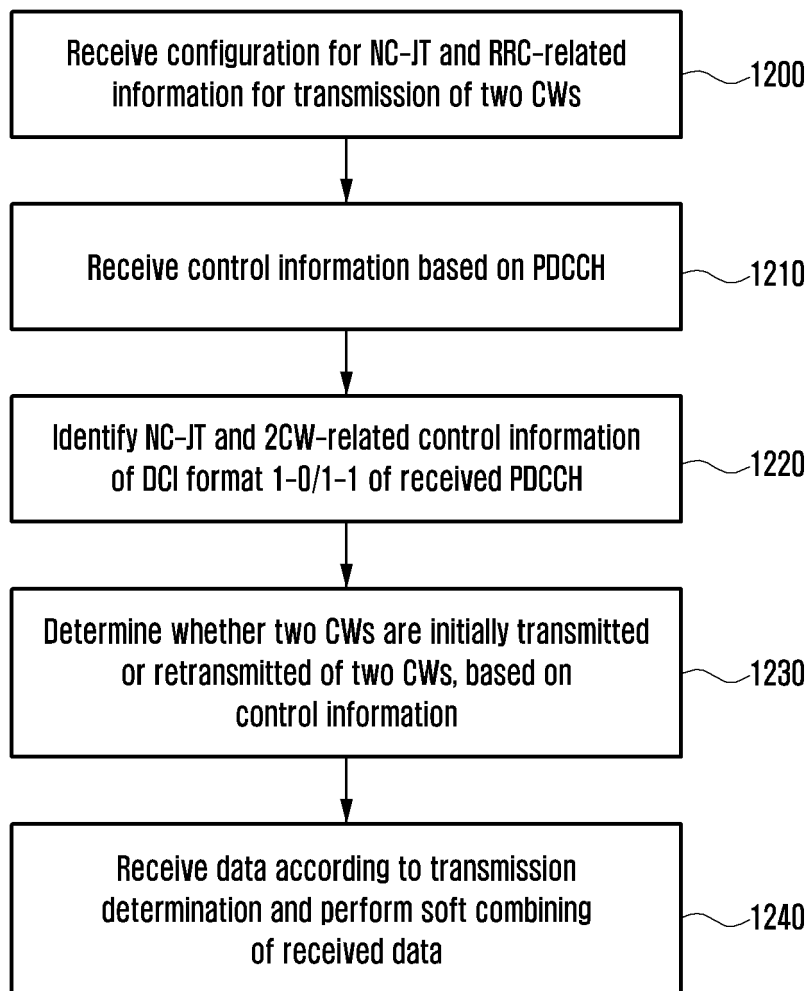 Receive configuration for NC-JT and RRC-related
information for transmission of two CWs
1200
Receive control information based on PDCCH
1210
Identify NC-JT and 2CW-related control information
of DCI format 1-0/1-1 of received PDCCH
1220
Determine whether two CWs are initially transmitted
or retransmitted of two CWs, based on
control information
1230
Receive data according to transmission
determination and perform soft combining
of received data
1240